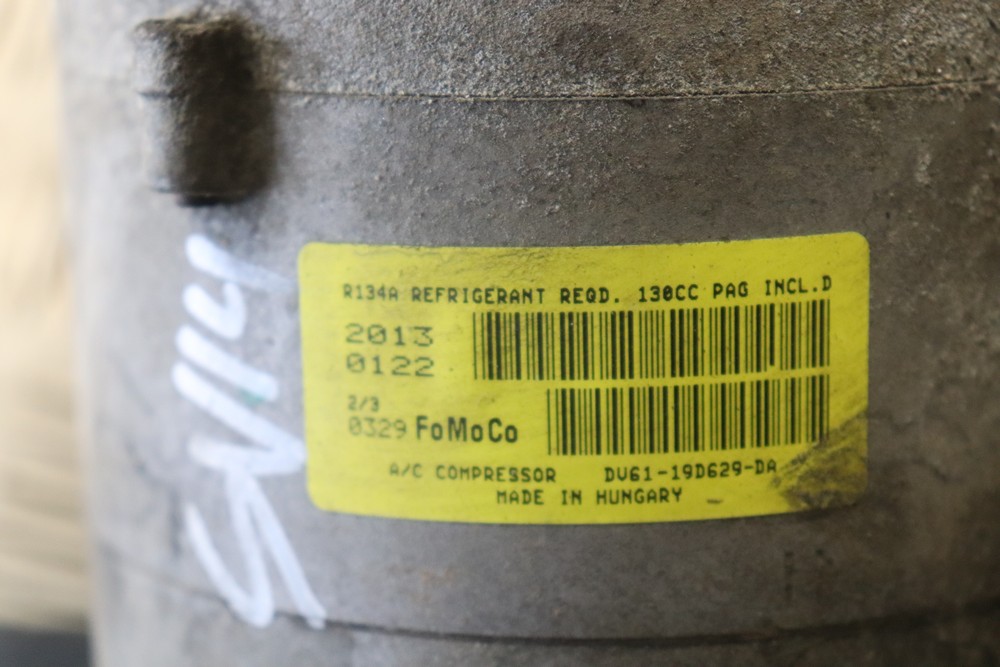 R134A REFRIGERANT REQD. 130CC PAG INCL.D
2013
0122
2/3
0329 FoMoCo
A/C COMPRESSOR DV61-19D629-DA
MADE IN HUNGARY